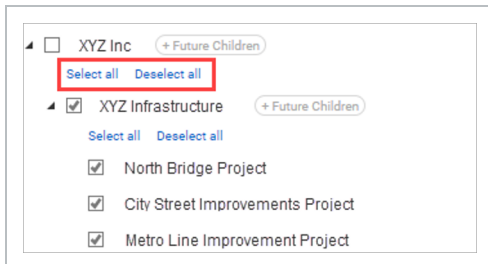 XYZ Inc + Future Children
Select all Deselect all
XYZ Infrastructure + Future Children
Select all Deselect all
North Bridge Project
City Street Improvements Project
Metro Line Improvement Project